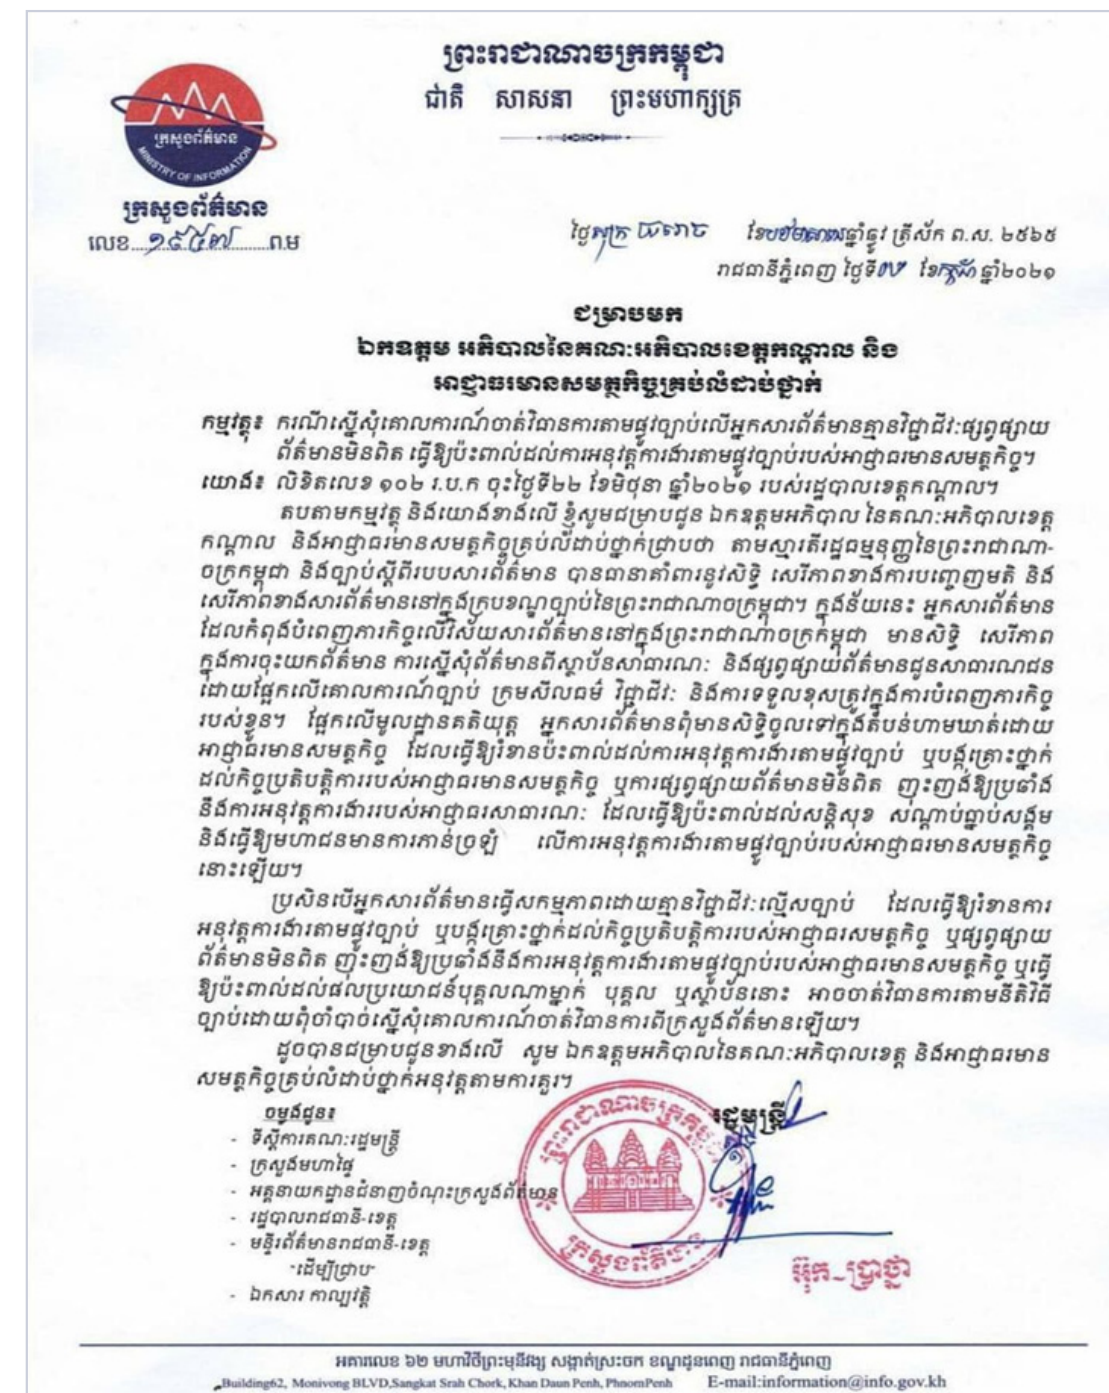 ព្រះរាជាណាចក្រកម្ពុជា
ជាតិ សាសនា ព្រះមហាក្សត្រ
ក្រសួងព័ត៌មាន
MINISTRY OF INFORMATION
ក្រសួងព័ត៌មាន
លេខ ១៩៥៧ ព.ម
ថ្ងៃសុក្រ ខែបឋមាសាឍ ឆ្នាំឆ្លូវ ត្រីស័ក ព.ស. ២៥៦៥
រាជធានីភ្នំពេញ ថ្ងៃទី ខែកក្កដា ឆ្នាំ២០២១
ជម្រាបមក
ឯកឧត្តម អភិបាលនៃគណៈអភិបាលខេត្តកណ្តាល និង
អាជ្ញាធរមានសមត្ថកិច្ចគ្រប់លំដាប់ថ្នាក់
កម្មវត្ថុ៖ ករណីស្នើសុំគោលការណ៍ចាត់វិធានការតាមផ្លូវច្បាប់លើអ្នកសារព័ត៌មានគ្មានវិជ្ជាជីវៈផ្សព្វផ្សាយ
ព័ត៌មានមិនពិត ធ្វើឱ្យប៉ះពាល់ដល់ការអនុវត្តការងារតាមផ្លូវច្បាប់របស់អាជ្ញាធរមានសមត្ថកិច្ច។
យោង៖ លិខិតលេខ ១០២ រ.ប.ក ចុះថ្ងៃទី២២ ខែមិថុនា ឆ្នាំ២០២១ របស់រដ្ឋបាលខេត្តកណ្តាល។
តបតាមកម្មវត្ថុ និងយោងខាងលើ ខ្ញុំសូមជម្រាបជូន ឯកឧត្តមអភិបាល នៃគណៈអភិបាលខេត្ត
កណ្តាល និងអាជ្ញាធរមានសមត្ថកិច្ចគ្រប់លំដាប់ថ្នាក់ជ្រាបថា តាមស្មារតីរដ្ឋធម្មនុញ្ញនៃព្រះរាជាណា-
ចក្រកម្ពុជា និងច្បាប់ស្តីពីរបបសារព័ត៌មាន បានធានាគាំពារនូវសិទ្ធិ សេរីភាពខាងការបញ្ចេញមតិ និង
សេរីភាពខាងសារព័ត៌មាននៅក្នុងក្របខណ្ឌច្បាប់នៃព្រះរាជាណាចក្រកម្ពុជា។ ក្នុងន័យនេះ អ្នកសារព័ត៌មាន
ដែលកំពុងបំពេញភារកិច្ចលើវិស័យសារព័ត៌មាននៅក្នុងព្រះរាជាណាចក្រកម្ពុជា មានសិទ្ធិ សេរីភាព
ក្នុងការចុះយកព័ត៌មាន ការស្នើសុំព័ត៌មានពីស្ថាប័នសាធារណៈ និងផ្សព្វផ្សាយព័ត៌មានជូនសាធារណជន
ដោយផ្អែកលើគោលការណ៍ច្បាប់ ក្រមសីលធម៌ វិជ្ជាជីវៈ និងការទទួលខុសត្រូវក្នុងការបំពេញភារកិច្ច
របស់ខ្លួន។ ផ្អែកលើមូលដ្ឋានគតិយុត្ត អ្នកសារព័ត៌មានពុំមានសិទ្ធិចូលទៅក្នុងតំបន់ហាមឃាត់ដោយ
អាជ្ញាធរមានសមត្ថកិច្ច ដែលធ្វើឱ្យរំខានប៉ះពាល់ដល់ការអនុវត្តការងារតាមផ្លូវច្បាប់ ឬបង្កគ្រោះថ្នាក់
ដល់កិច្ចប្រតិបត្តិការរបស់អាជ្ញាធរមានសមត្ថកិច្ច ឬការផ្សព្វផ្សាយព័ត៌មានមិនពិត ញុះញង់ឱ្យប្រឆាំង
នឹងការអនុវត្តការងាររបស់អាជ្ញាធរសាធារណៈ ដែលធ្វើឱ្យប៉ះពាល់ដល់សន្តិសុខ សណ្តាប់ធ្នាប់សង្គម
និងធ្វើឱ្យមហាជនមានការភាន់ច្រឡំ លើការអនុវត្តការងារតាមផ្លូវច្បាប់របស់អាជ្ញាធរមានសមត្ថកិច្ច
នោះឡើយ។
ប្រសិនបើអ្នកសារព័ត៌មានធ្វើសកម្មភាពដោយគ្មានវិជ្ជាជីវៈល្មើសច្បាប់ ដែលធ្វើឱ្យរំខានការ
អនុវត្តការងារតាមផ្លូវច្បាប់ ឬបង្កគ្រោះថ្នាក់ដល់កិច្ចប្រតិបត្តិការរបស់អាជ្ញាធរសមត្ថកិច្ច ឬផ្សព្វផ្សាយ
ព័ត៌មានមិនពិត ញុះញង់ឱ្យប្រឆាំងនឹងការអនុវត្តការងារតាមផ្លូវច្បាប់របស់អាជ្ញាធរមានសមត្ថកិច្ច ឬធ្វើ
ឱ្យប៉ះពាល់ដល់ផលប្រយោជន៍បុគ្គលណាម្នាក់ បុគ្គល ឬស្ថាប័ននោះ អាចចាត់វិធានការតាមនីតិវិធី
ច្បាប់ដោយពុំចាំបាច់ស្នើសុំគោលការណ៍ចាត់វិធានការពីក្រសួងព័ត៌មានឡើយ។
ដូចបានជម្រាបជូនខាងលើ សូម ឯកឧត្តមអភិបាលនៃគណៈអភិបាលខេត្ត និងអាជ្ញាធរមាន
សមត្ថកិច្ចគ្រប់លំដាប់ថ្នាក់អនុវត្តតាមការគួរ។
រដ្ឋមន្ត្រី
ចម្លងជូន៖
- ទីស្តីការគណៈរដ្ឋមន្ត្រី
- ក្រសួងមហាផ្ទៃ
- អគ្គនាយកដ្ឋានជំនាញចំណុះក្រសួងព័ត៌មាន
- រដ្ឋបាលរាជធានី-ខេត្ត
- មន្ទីរព័ត៌មានរាជធានី-ខេត្ត
"ដើម្បីជ្រាប"
- ឯកសារ កាលប្បវត្តិ
ព្រះរាជាណាចក្រកម្ពុជា
ក្រសួងព័ត៌មាន
អ៊ុក-ប្រាថ្នា
អគារលេខ ៦២ មហាវិថីព្រះមុនីវង្ស សង្កាត់ស្រះចក ខណ្ឌដូនពេញ រាជធានីភ្នំពេញ
Building62, Monivong BLVD,Sangkat Srah Chork, Khan Daun Penh, PhnomPenh E-mail:information@info.gov.kh